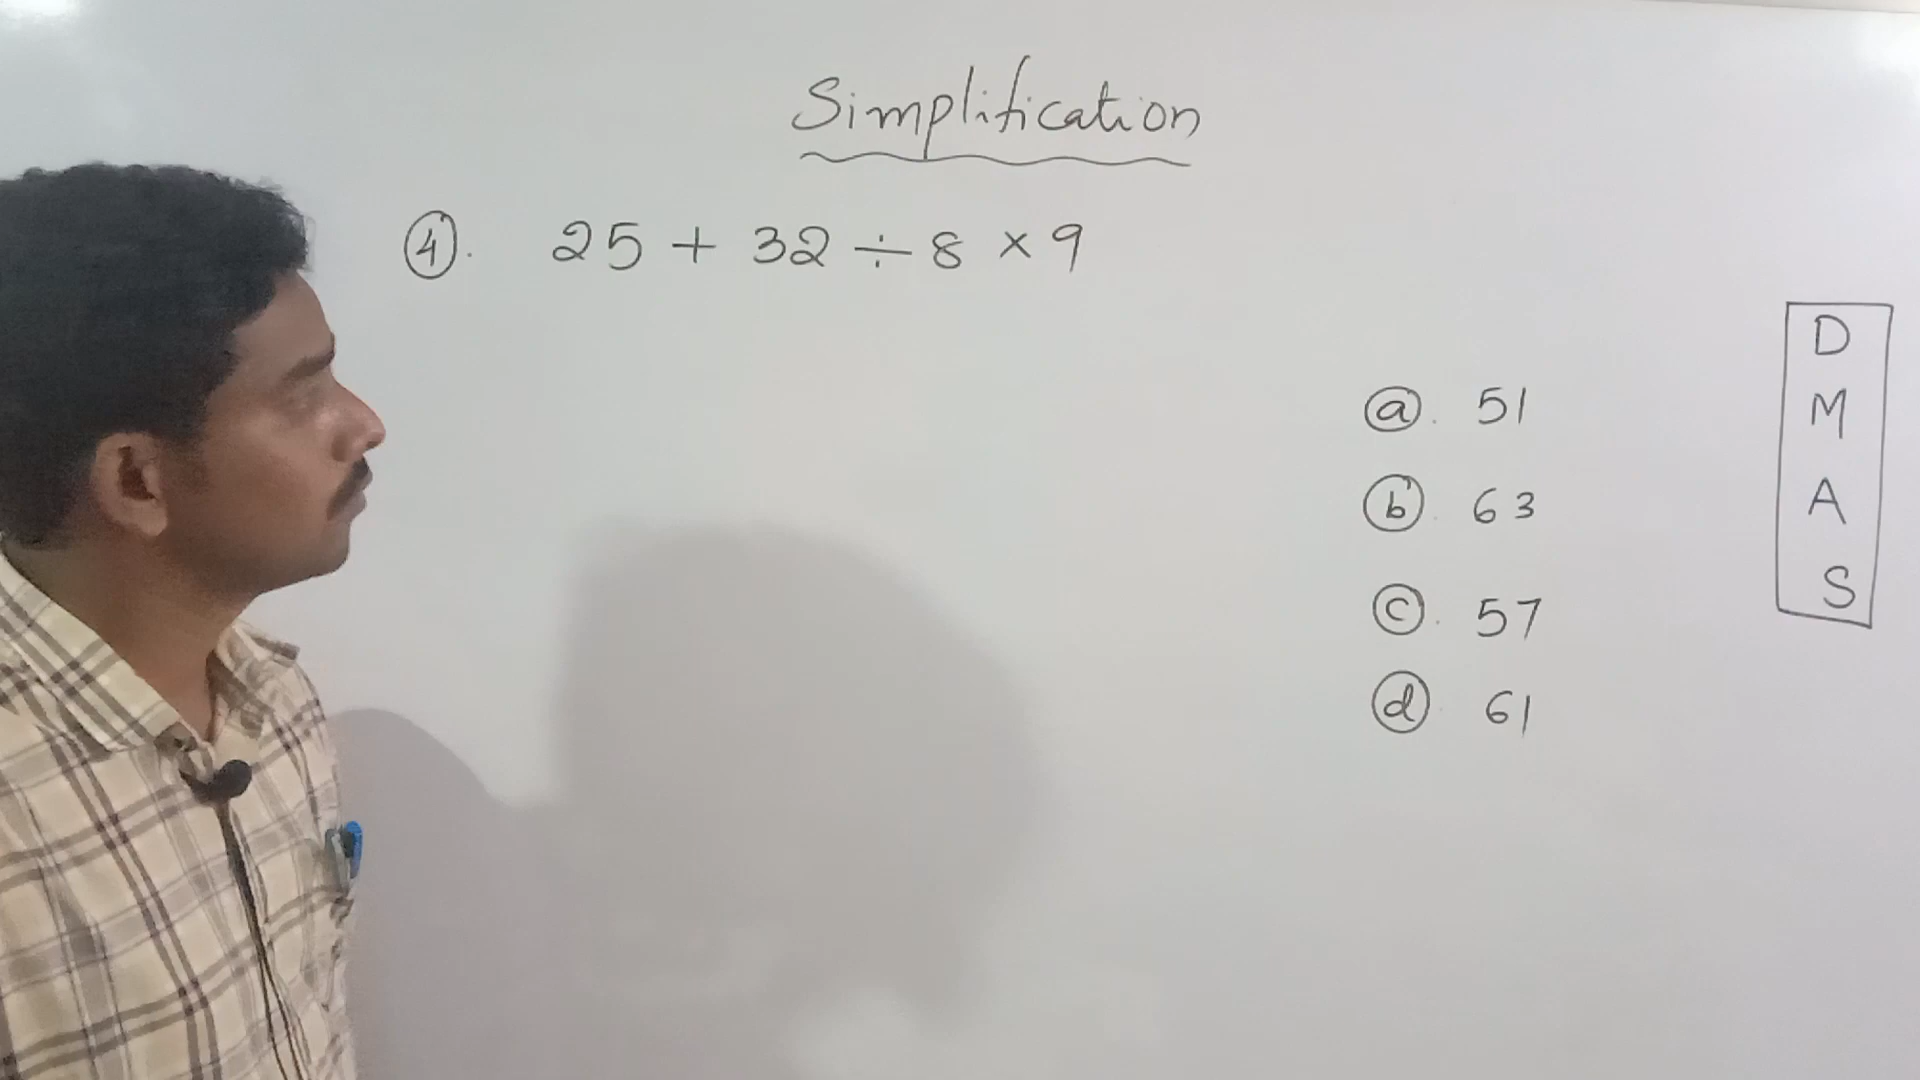 Simplification
4. 25 + 32 ÷ 8 × 9
a. 51
b. 63
c. 57
d. 61
D
M
A
S